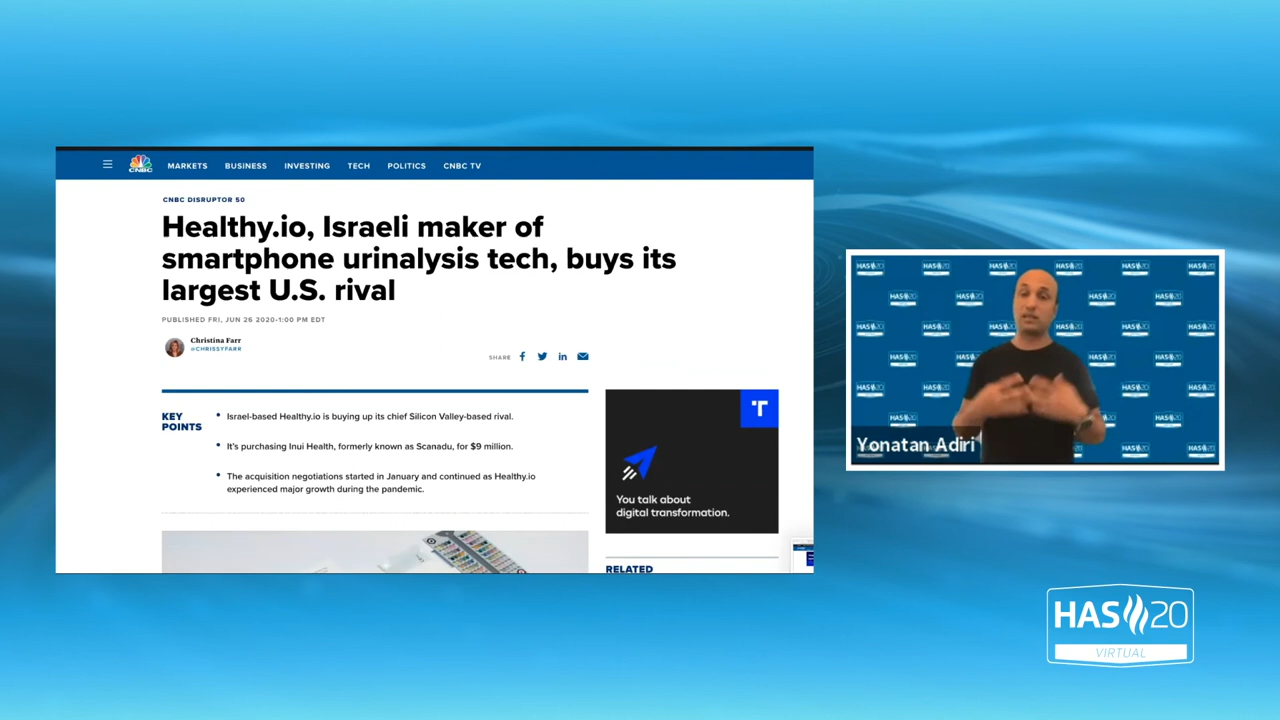 CNBC
MARKETS BUSINESS INVESTING TECH POLITICS CNBC TV
CNBC DISRUPTOR 50
Healthy.io, Israeli maker of
smartphone urinalysis tech, buys its
largest U.S. rival
PUBLISHED FRI, JUN 26 2020-1:00 PM EDT
Christina Farr
@CHRISSYFARR
SHARE
KEY
POINTS
Israel-based Healthy.io is buying up its chief Silicon Valley-based rival.
It's purchasing Inui Health, formerly known as Scanadu, for $9 million.
The acquisition negotiations started in January and continued as Healthy.io
experienced major growth during the pandemic.
You talk about
digital transformation.
RELATED
HAS20
Yonatan Adiri
HAS20
VIRTUAL